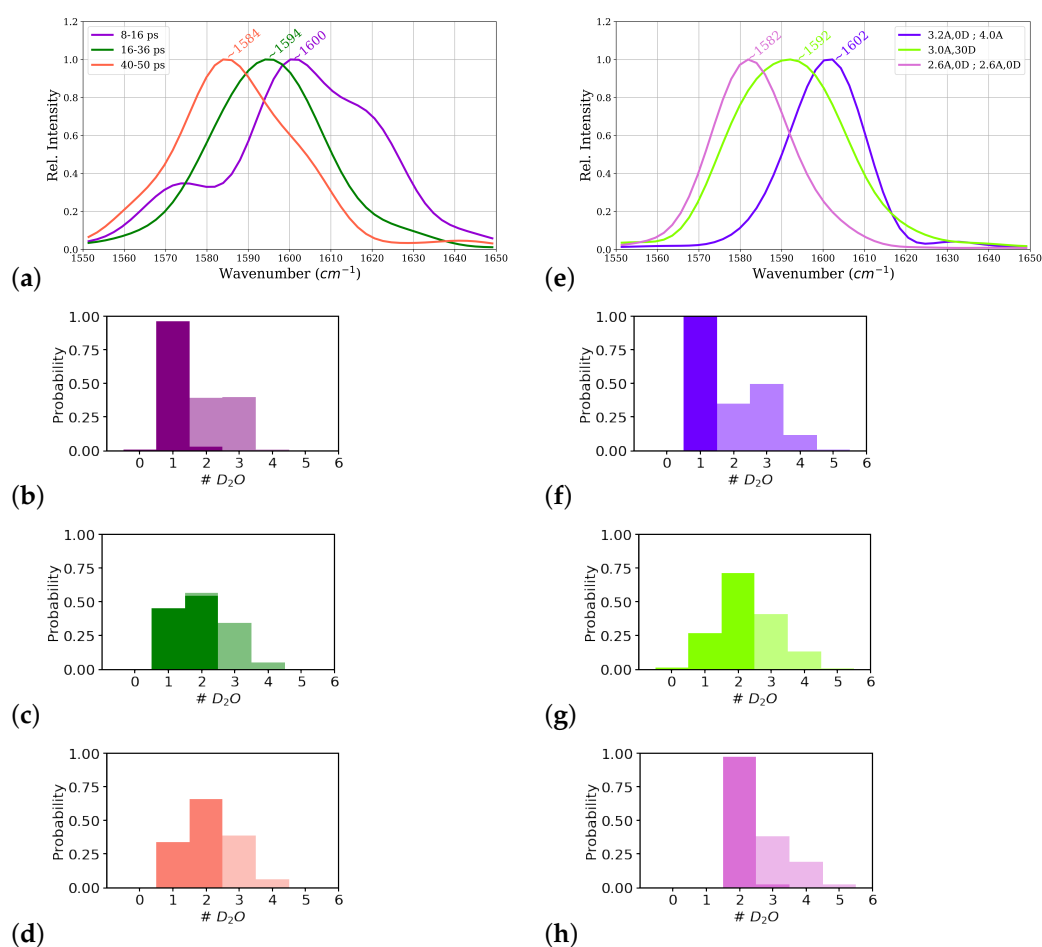 1.2
1.0
0.8
0.6
0.4
0.2
0.0
Rel. Intensity
8-16 ps
16-36 ps
40-50 ps
~1584
~1594
~1600
1550 1560 1570 1580 1590 1600 1610 1620 1630 1640 1650
Wavenumber (cm⁻¹)
(a)
1.2
1.0
0.8
0.6
0.4
0.2
0.0
Rel. Intensity
~1582
~1592
~1602
3.2A,0D ; 4.0A
3.0A,30D
2.6A,0D ; 2.6A,0D
1550 1560 1570 1580 1590 1600 1610 1620 1630 1640 1650
Wavenumber (cm⁻¹)
(e)
1.00
0.75
0.50
0.25
0.00
Probability
0 1 2 3 4 5 6
# D₂O
(b)
1.00
0.75
0.50
0.25
0.00
Probability
0 1 2 3 4 5 6
# D₂O
(f)
1.00
0.75
0.50
0.25
0.00
Probability
0 1 2 3 4 5 6
# D₂O
(c)
1.00
0.75
0.50
0.25
0.00
Probability
0 1 2 3 4 5 6
# D₂O
(g)
1.00
0.75
0.50
0.25
0.00
Probability
0 1 2 3 4 5 6
# D₂O
(d)
1.00
0.75
0.50
0.25
0.00
Probability
0 1 2 3 4 5 6
# D₂O
(h)